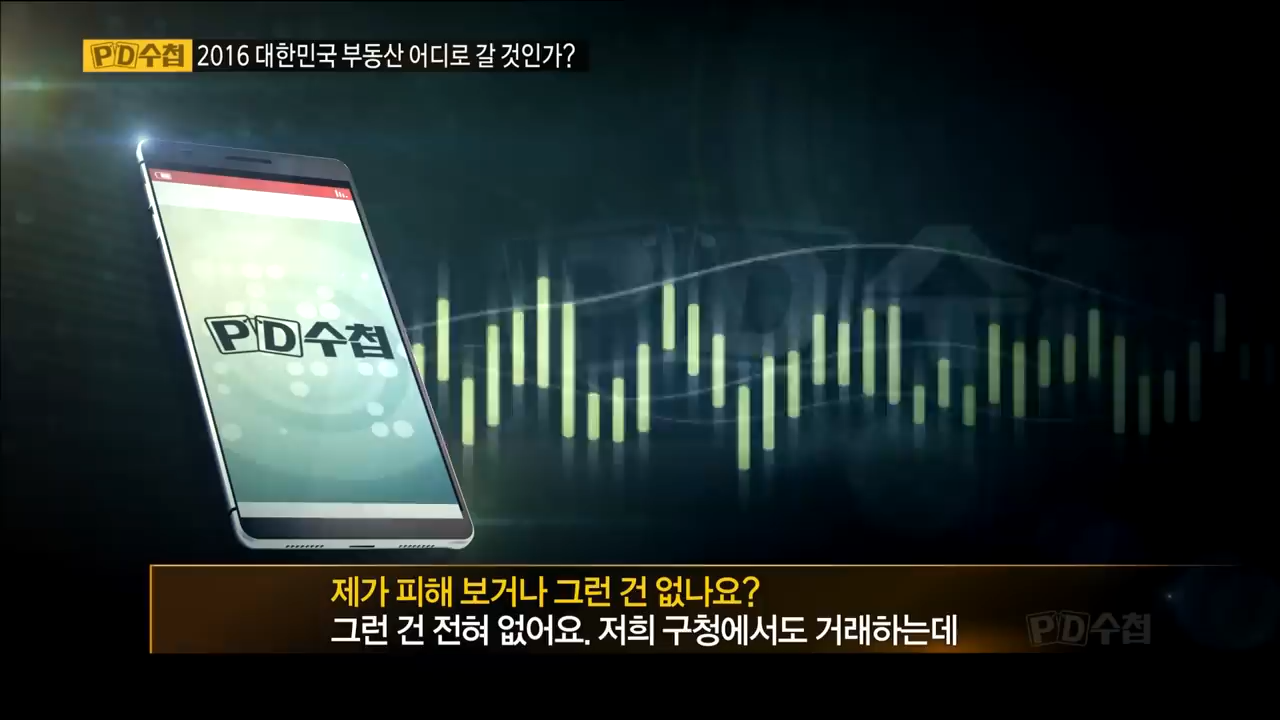 PD수첩 2016 대한민국 부동산 어디로 갈 것인가?
PD수첩
제가 피해 보거나 그런 건 없나요?
그런 건 전혀 없어요. 저희 구청에서도 거래하는데
PD수첩